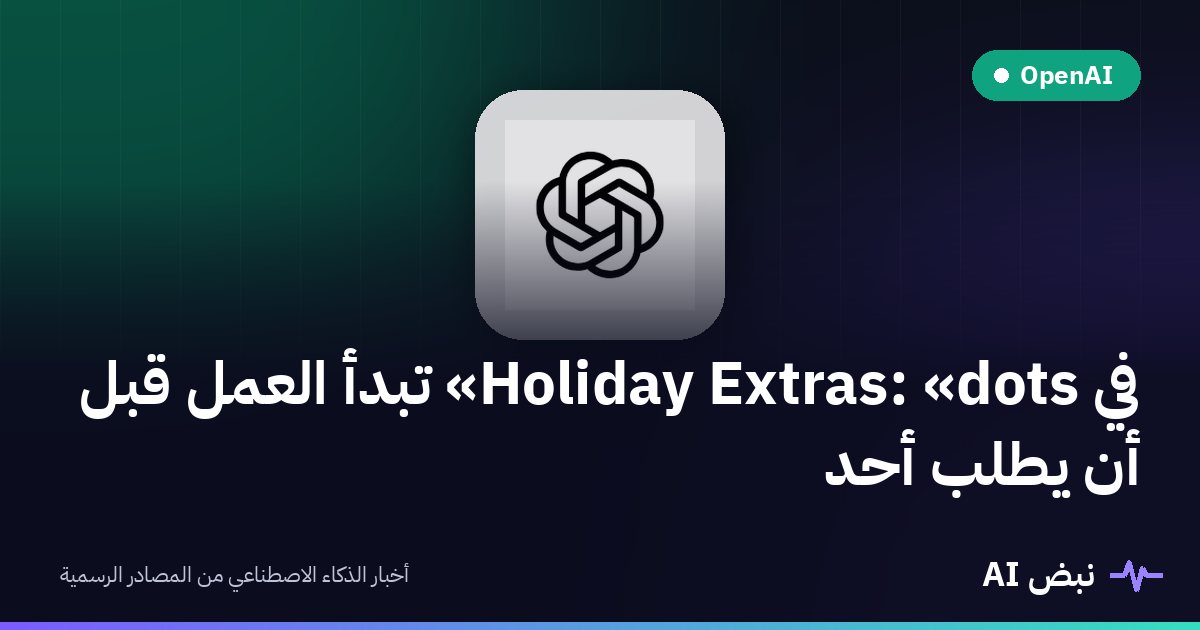 OpenAI
في Holiday Extras: «dots» تبدأ العمل قبل
أن يطلب أحد
نبض AI
أخبار الذكاء الاصطناعي من المصادر الرسمية